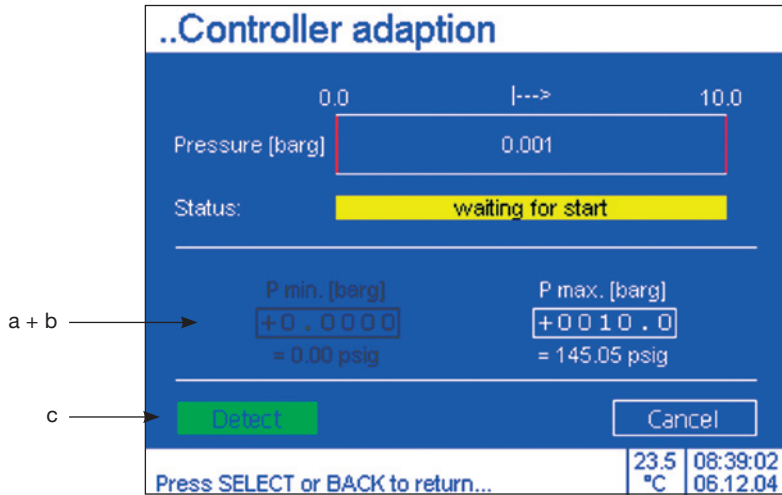 ..Controller adaption
0.0 |---> 10.0
Pressure [barg] 0.001
Status: waiting for start
P min. [barg] P max. [barg]
a + b +0.0000 +0010.0
= 0.00 psig = 145.05 psig
c Detect Cancel
Press SELECT or BACK to return... 23.5 °C 08:39:02 06.12.04